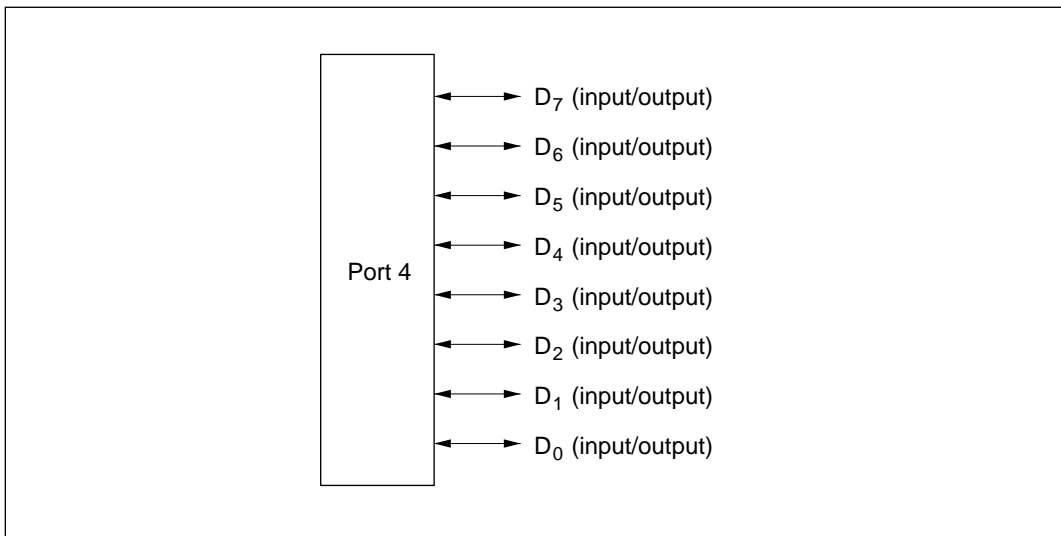 D7 (input/output)
D6 (input/output)
D5 (input/output)
D4 (input/output)
Port 4
D3 (input/output)
D2 (input/output)
D1 (input/output)
D0 (input/output)